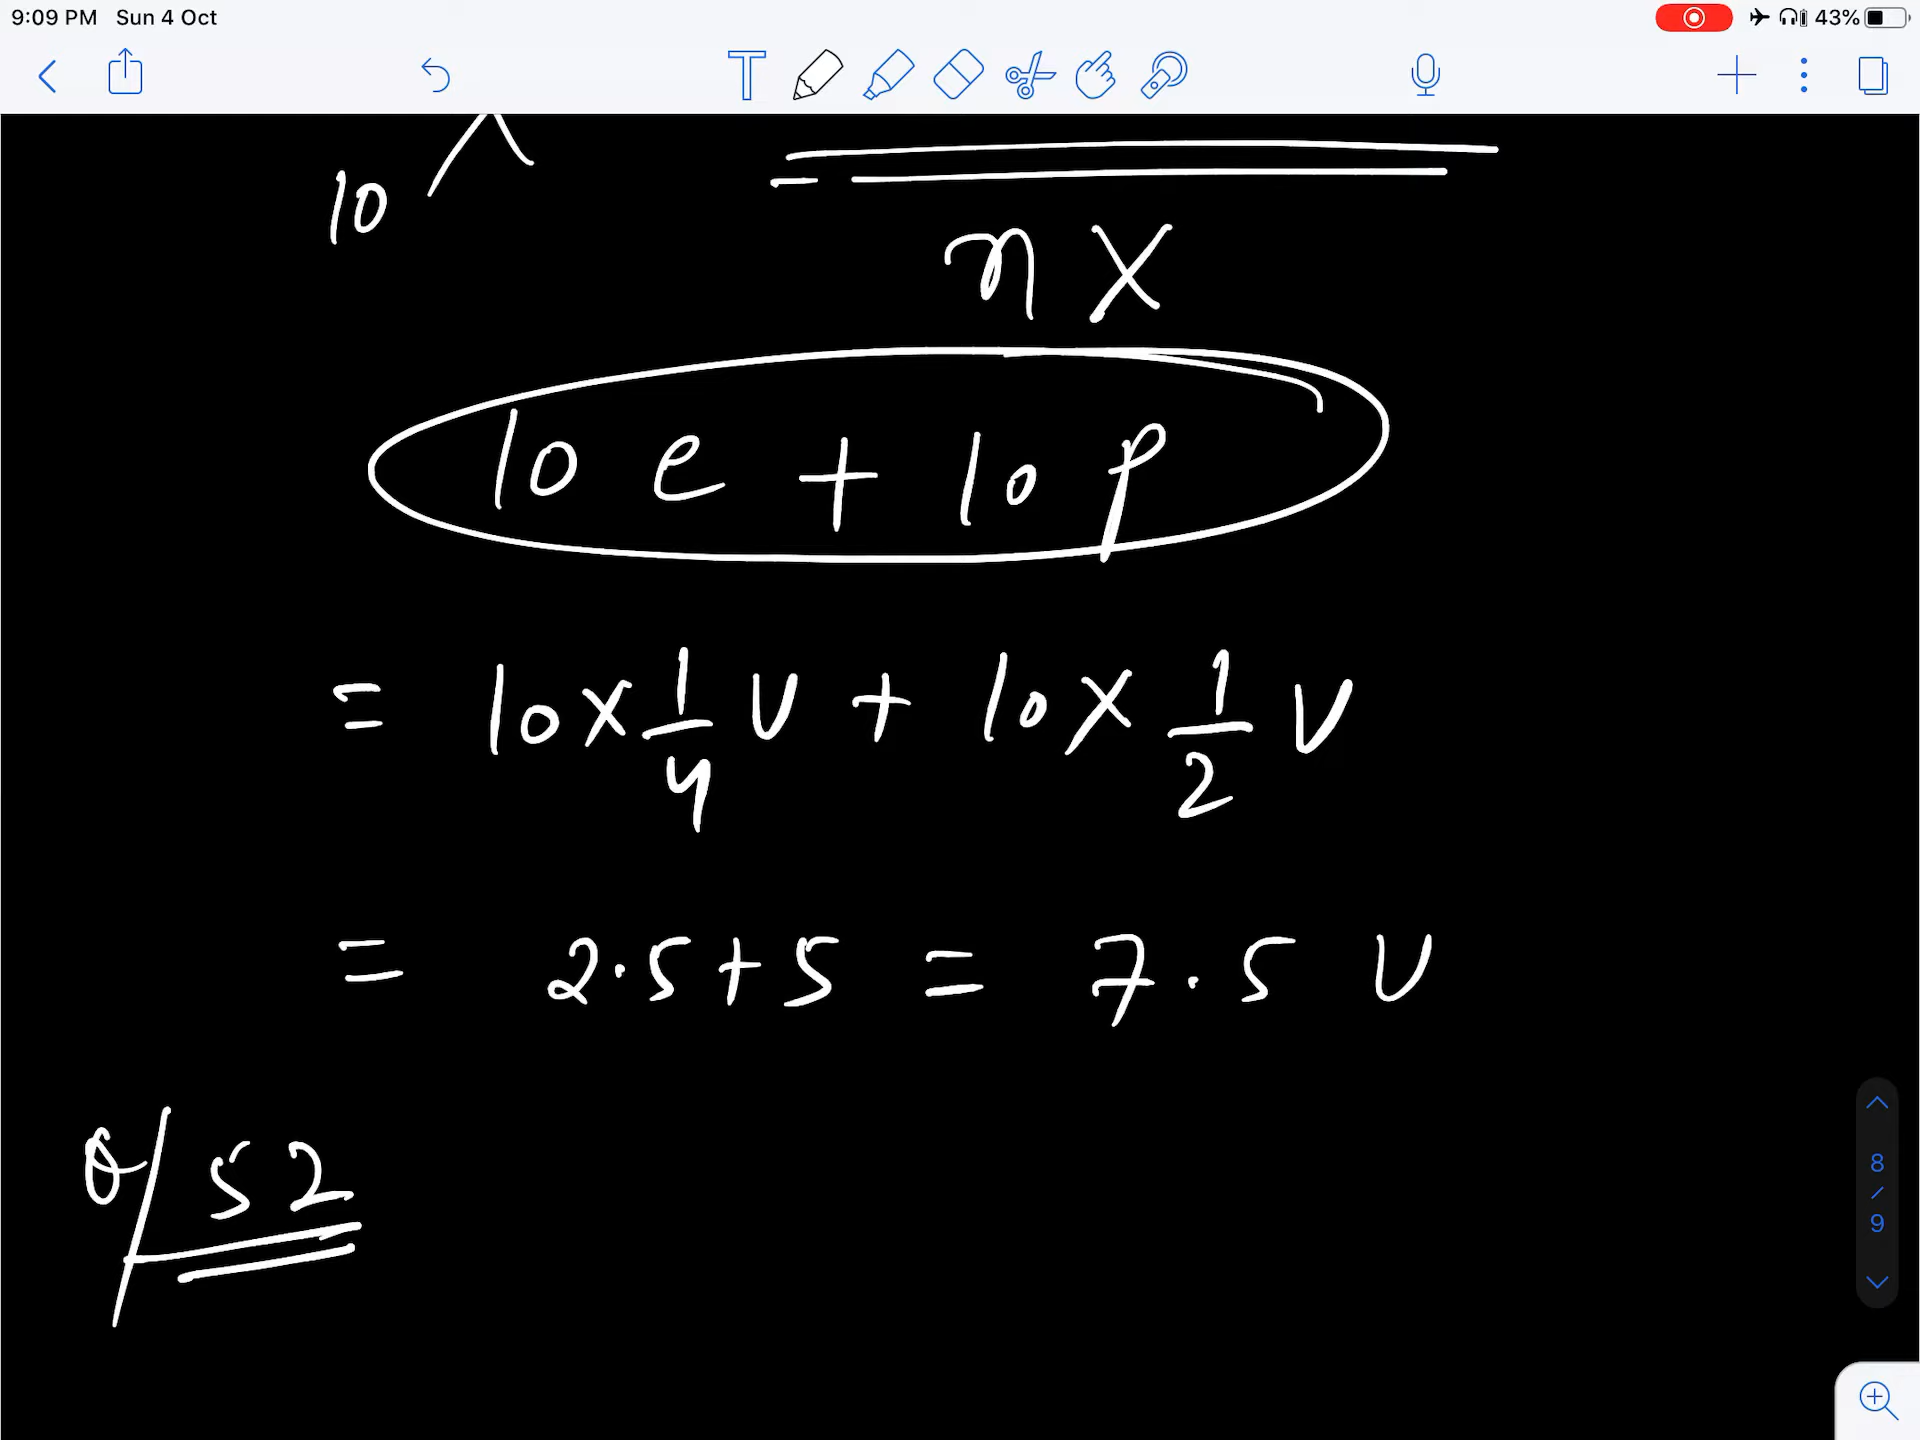 9:09 PM Sun 4 Oct 43%
T
10
n X
10 e + 10 p
= 10 x 1/4 v + 10 x 1/2 v
= 2.5 + 5 = 7.5 v
8
/
9
Q/ 52